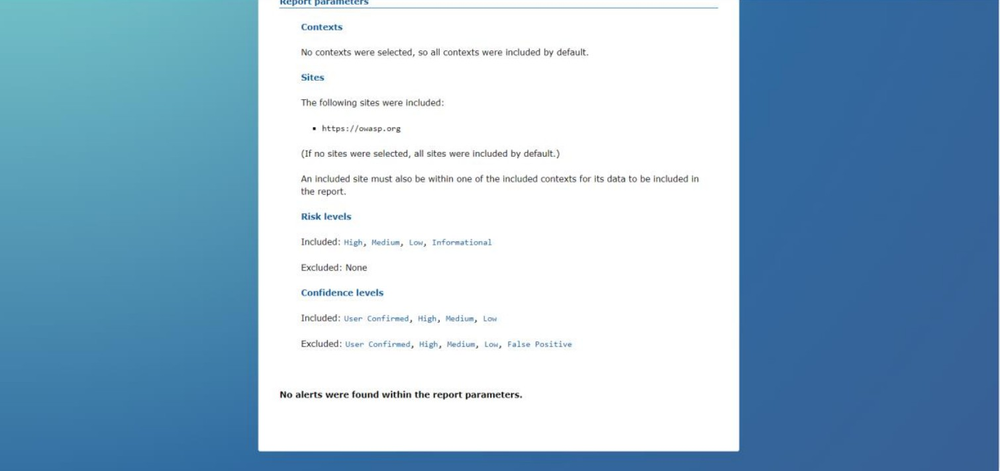 Report parameters
Contexts
No contexts were selected, so all contexts were included by default.
Sites
The following sites were included:
▪ https://owasp.org
(If no sites were selected, all sites were included by default.)
An included site must also be within one of the included contexts for its data to be included in
the report.
Risk levels
Included: High, Medium, Low, Informational
Excluded: None
Confidence levels
Included: User Confirmed, High, Medium, Low
Excluded: User Confirmed, High, Medium, Low, False Positive
No alerts were found within the report parameters.